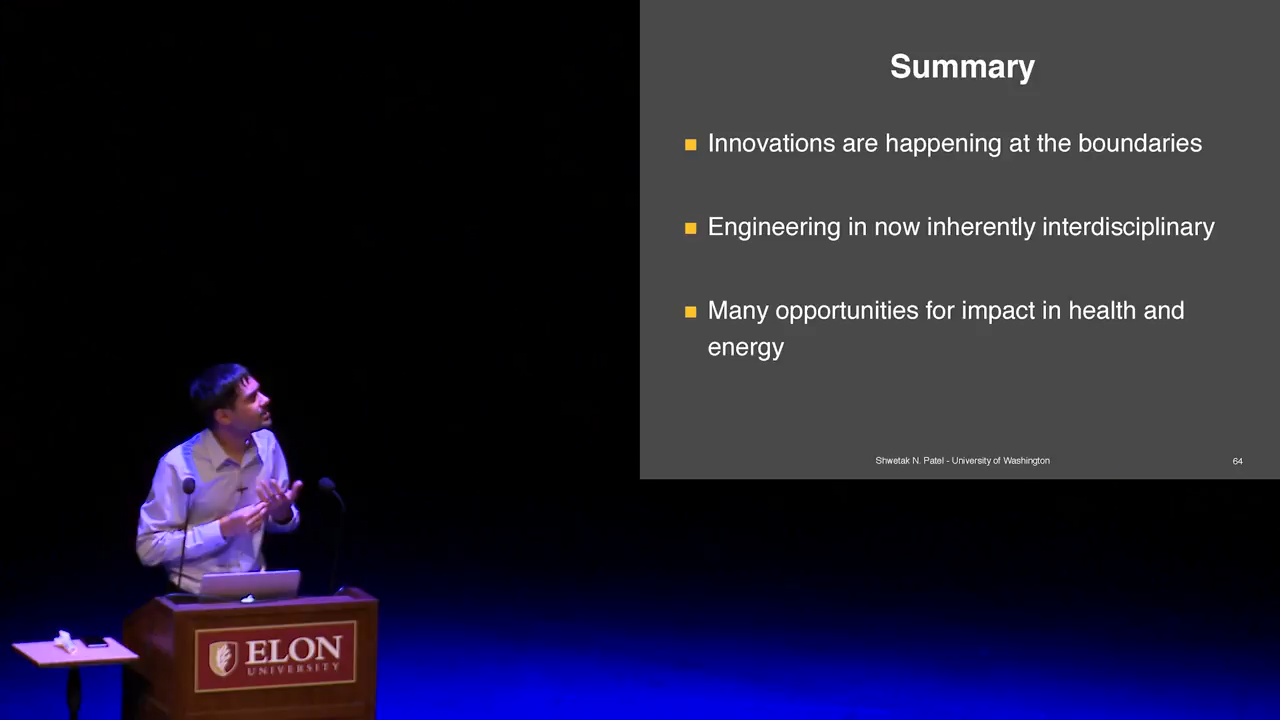 Summary
Innovations are happening at the boundaries
Engineering in now inherently interdisciplinary
Many opportunities for impact in health and
energy
Shwetak N. Patel - University of Washington
64
ELON
UNIVERSITY